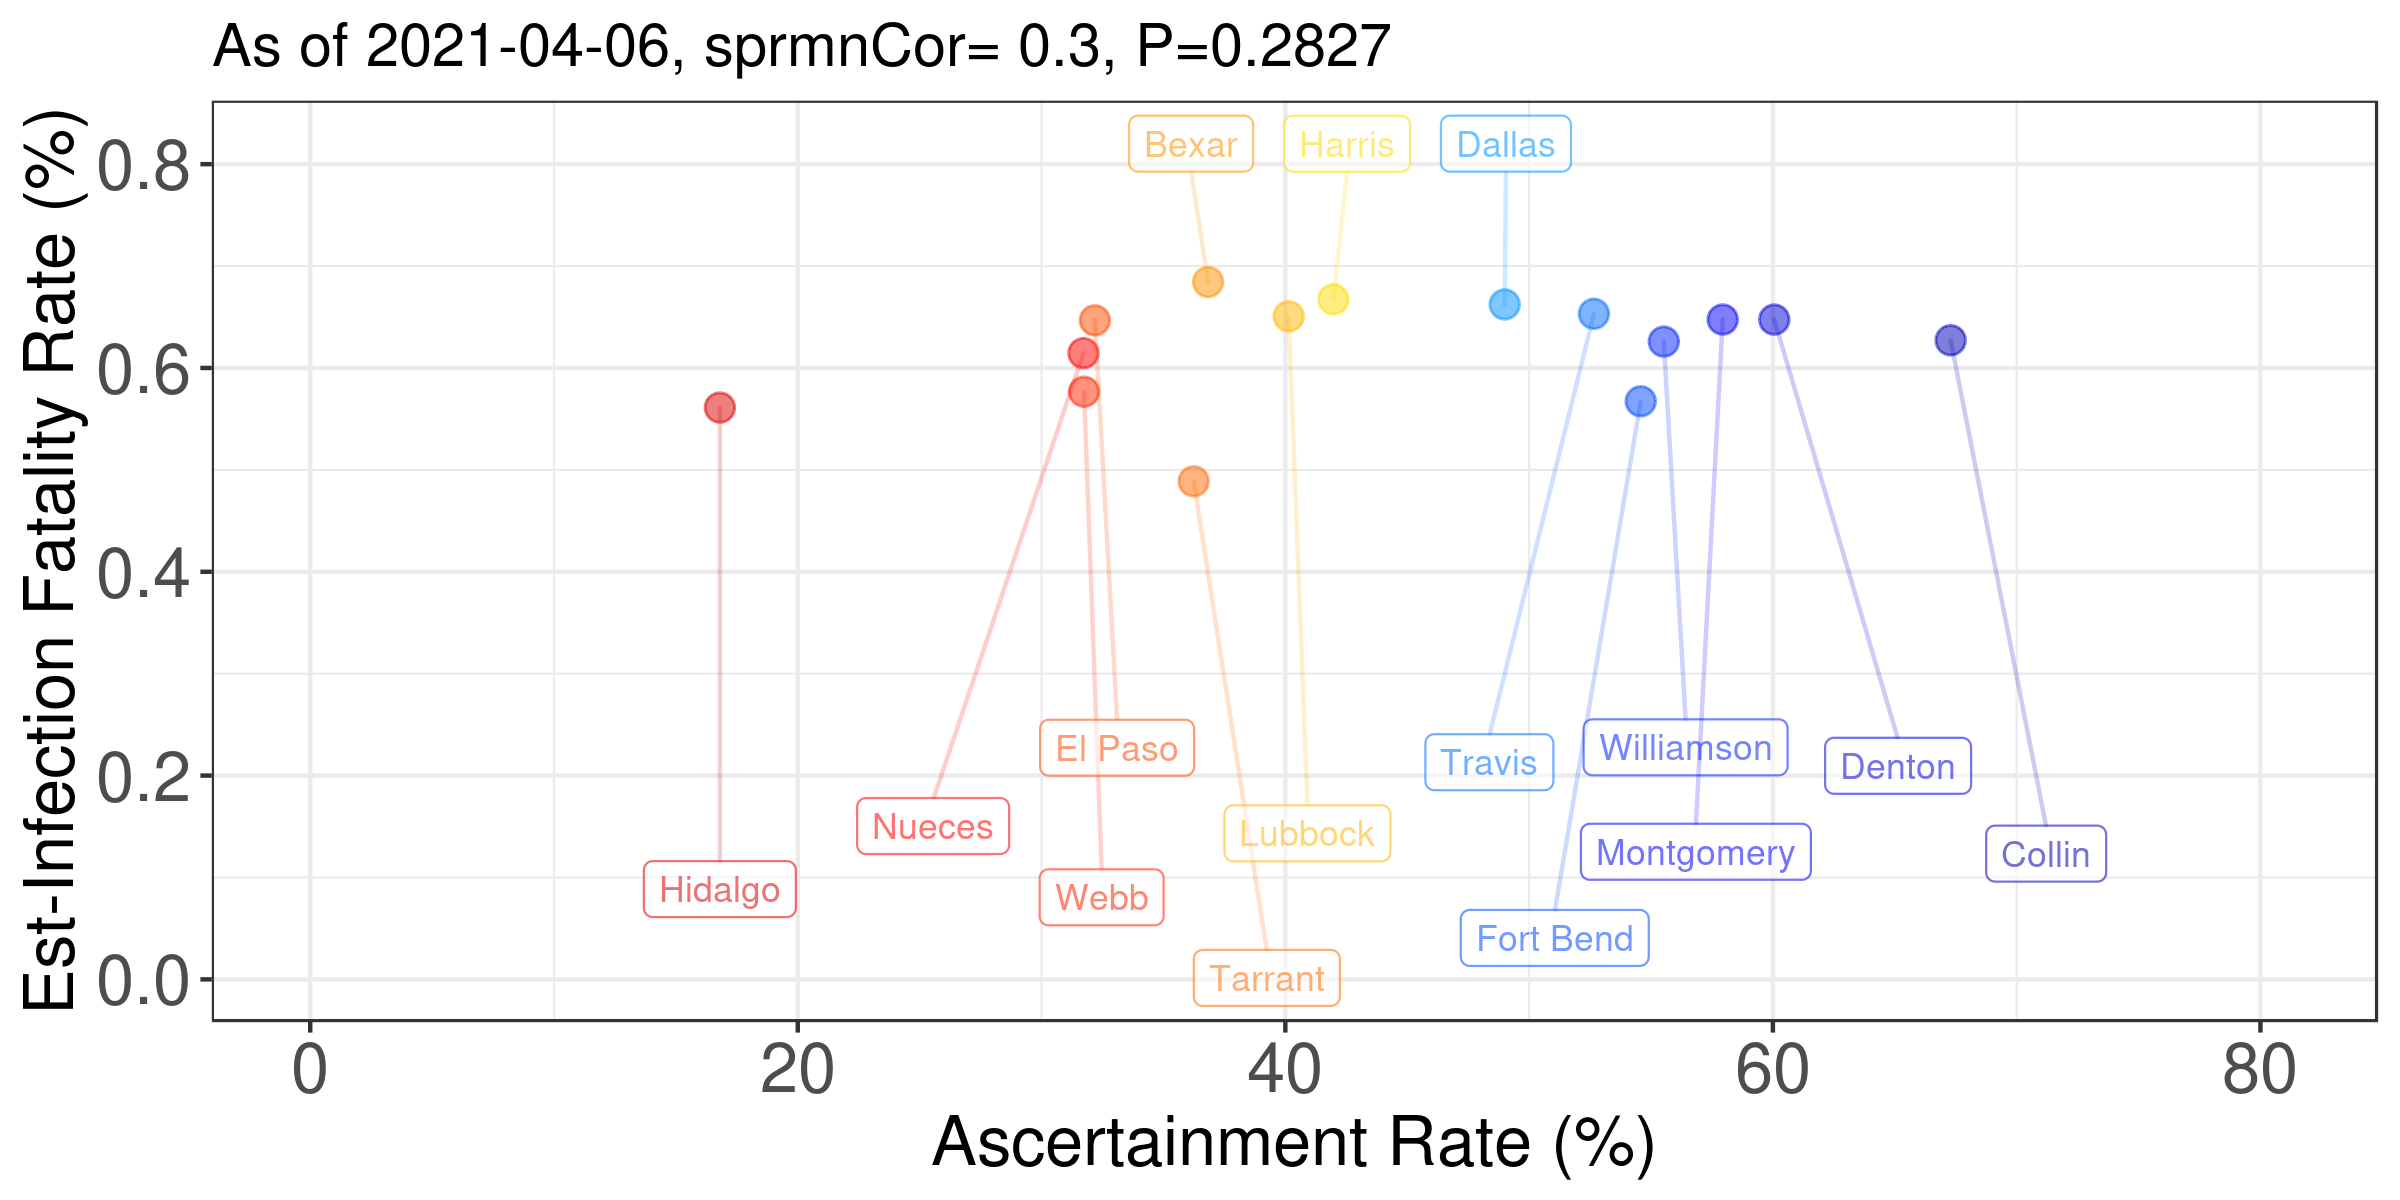 As of 2021-04-06, sprmnCor= 0.3, P=0.2827
Est-Infection Fatality Rate (%)
0.8
0.6
0.4
0.2
0.0
Bexar
Harris
Dallas
El Paso
Travis
Williamson
Denton
Nueces
Lubbock
Montgomery
Collin
Hidalgo
Webb
Fort Bend
Tarrant
0 20 40 60 80
Ascertainment Rate (%)